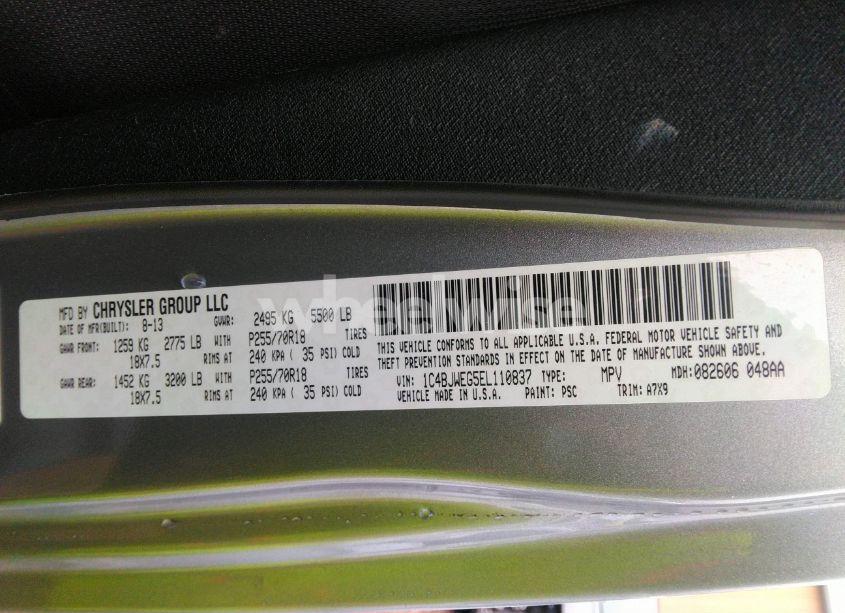 MFD BY CHRYSLER GROUP LLC
DATE OF MFR(BUILT): 8-13 GVWR: 2495 KG 5500 LB
GAWR FRONT: 1259 KG 2775 LB WITH P255/70R18 TIRES
18X7.5 RIMS AT 240 KPA ( 35 PSI) COLD
GAWR REAR: 1452 KG 3200 LB WITH P255/70R18 TIRES
18X7.5 RIMS AT 240 KPA ( 35 PSI) COLD
THIS VEHICLE CONFORMS TO ALL APPLICABLE U.S.A. FEDERAL MOTOR VEHICLE SAFETY AND
THEFT PREVENTION STANDARDS IN EFFECT ON THE DATE OF MANUFACTURE SHOWN ABOVE.
VIN: 1C4BJWEG5EL110837 TYPE: MPV MDH: 082606 048AA
VEHICLE MADE IN U.S.A. PAINT: PSC TRIM: A7X9
wheelwise